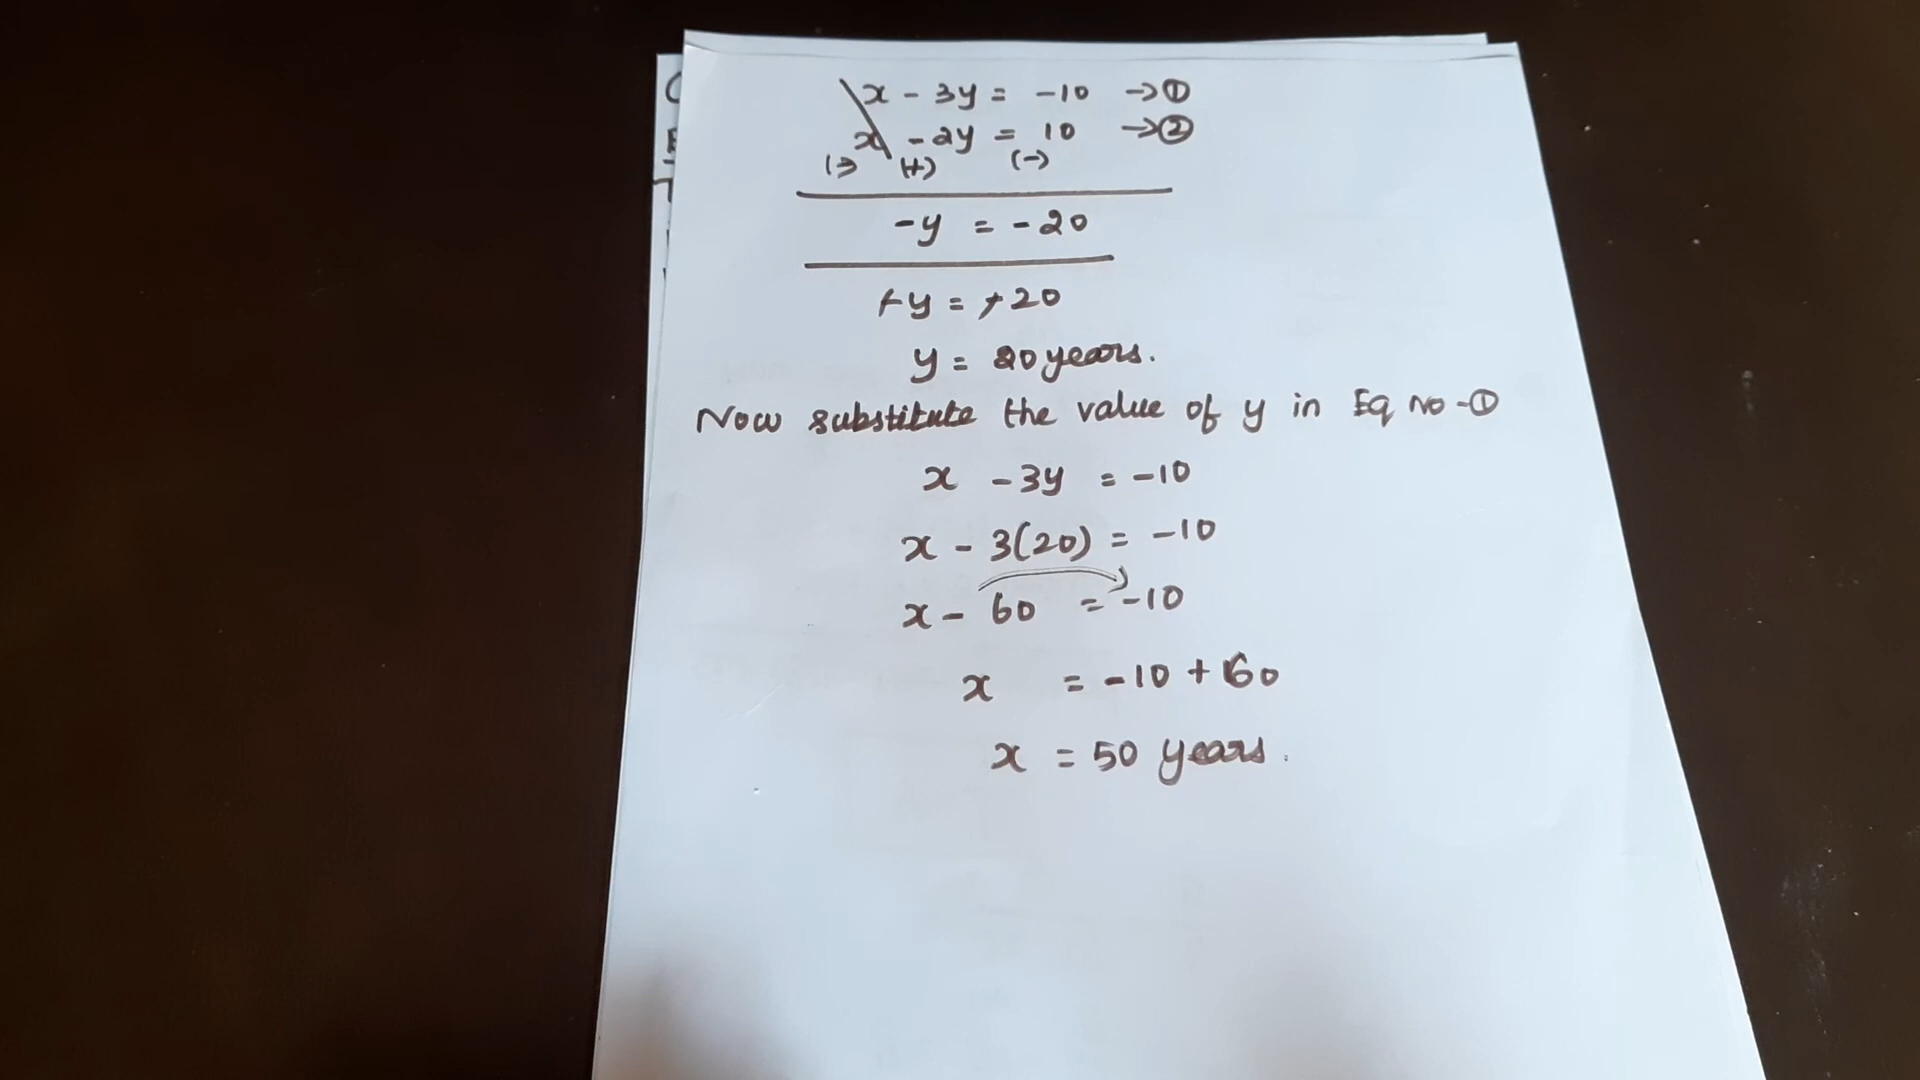 x - 3y = -10 → ①
x - 2y = 10 → ②
(-) (+) (-)
-y = -20
+y = +20
y = 20 years.
Now substitute the value of y in Eq no - ①
x - 3y = -10
x - 3(20) = -10
x - 60 = -10
x = -10 + 60
x = 50 years.